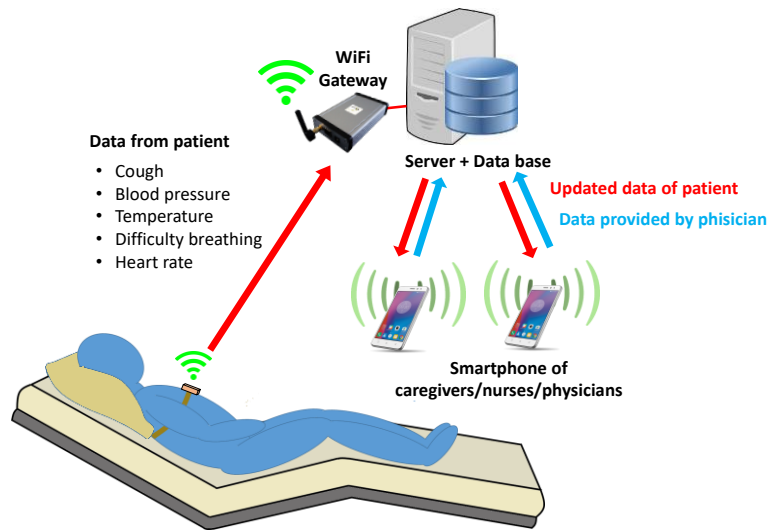 WiFi
Gateway
Data from patient
• Cough
• Blood pressure
• Temperature
• Difficulty breathing
• Heart rate
Server + Data base
Updated data of patient
Data provided by phisician
Smartphone of
caregivers/nurses/physicians